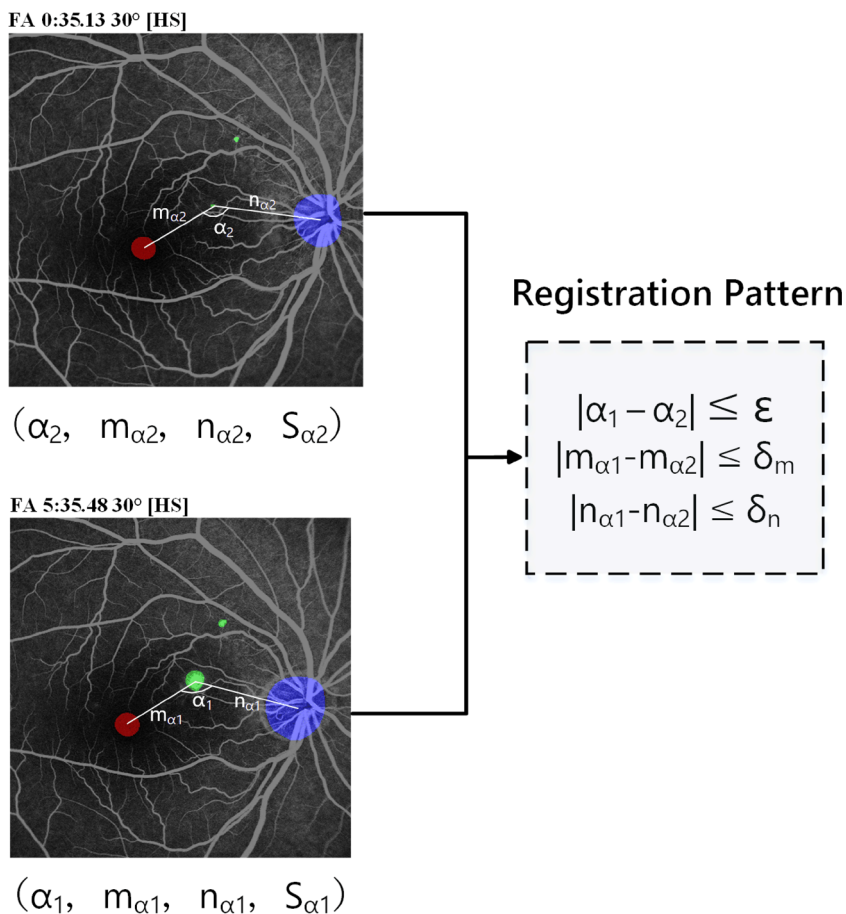 FA 0:35.13 30° [HS]
mα2
nα2
α2
(α2, mα2, nα2, Sα2)
Registration Pattern
|α1 – α2| ≤ ε
|mα1-mα2| ≤ δm
|nα1-nα2| ≤ δn
FA 5:35.48 30° [HS]
α1
nα1
mα1
(α1, mα1, nα1, Sα1)